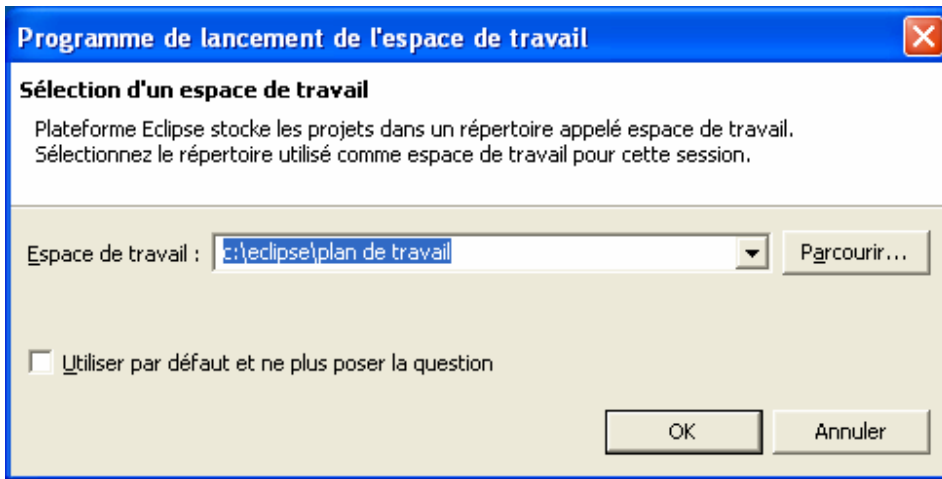 Programme de lancement de l'espace de travail
Sélection d'un espace de travail
Plateforme Eclipse stocke les projets dans un répertoire appelé espace de travail.
Sélectionnez le répertoire utilisé comme espace de travail pour cette session.
Espace de travail : c:\eclipse\plan de travail Parcourir...
Utiliser par défaut et ne plus poser la question
OK Annuler